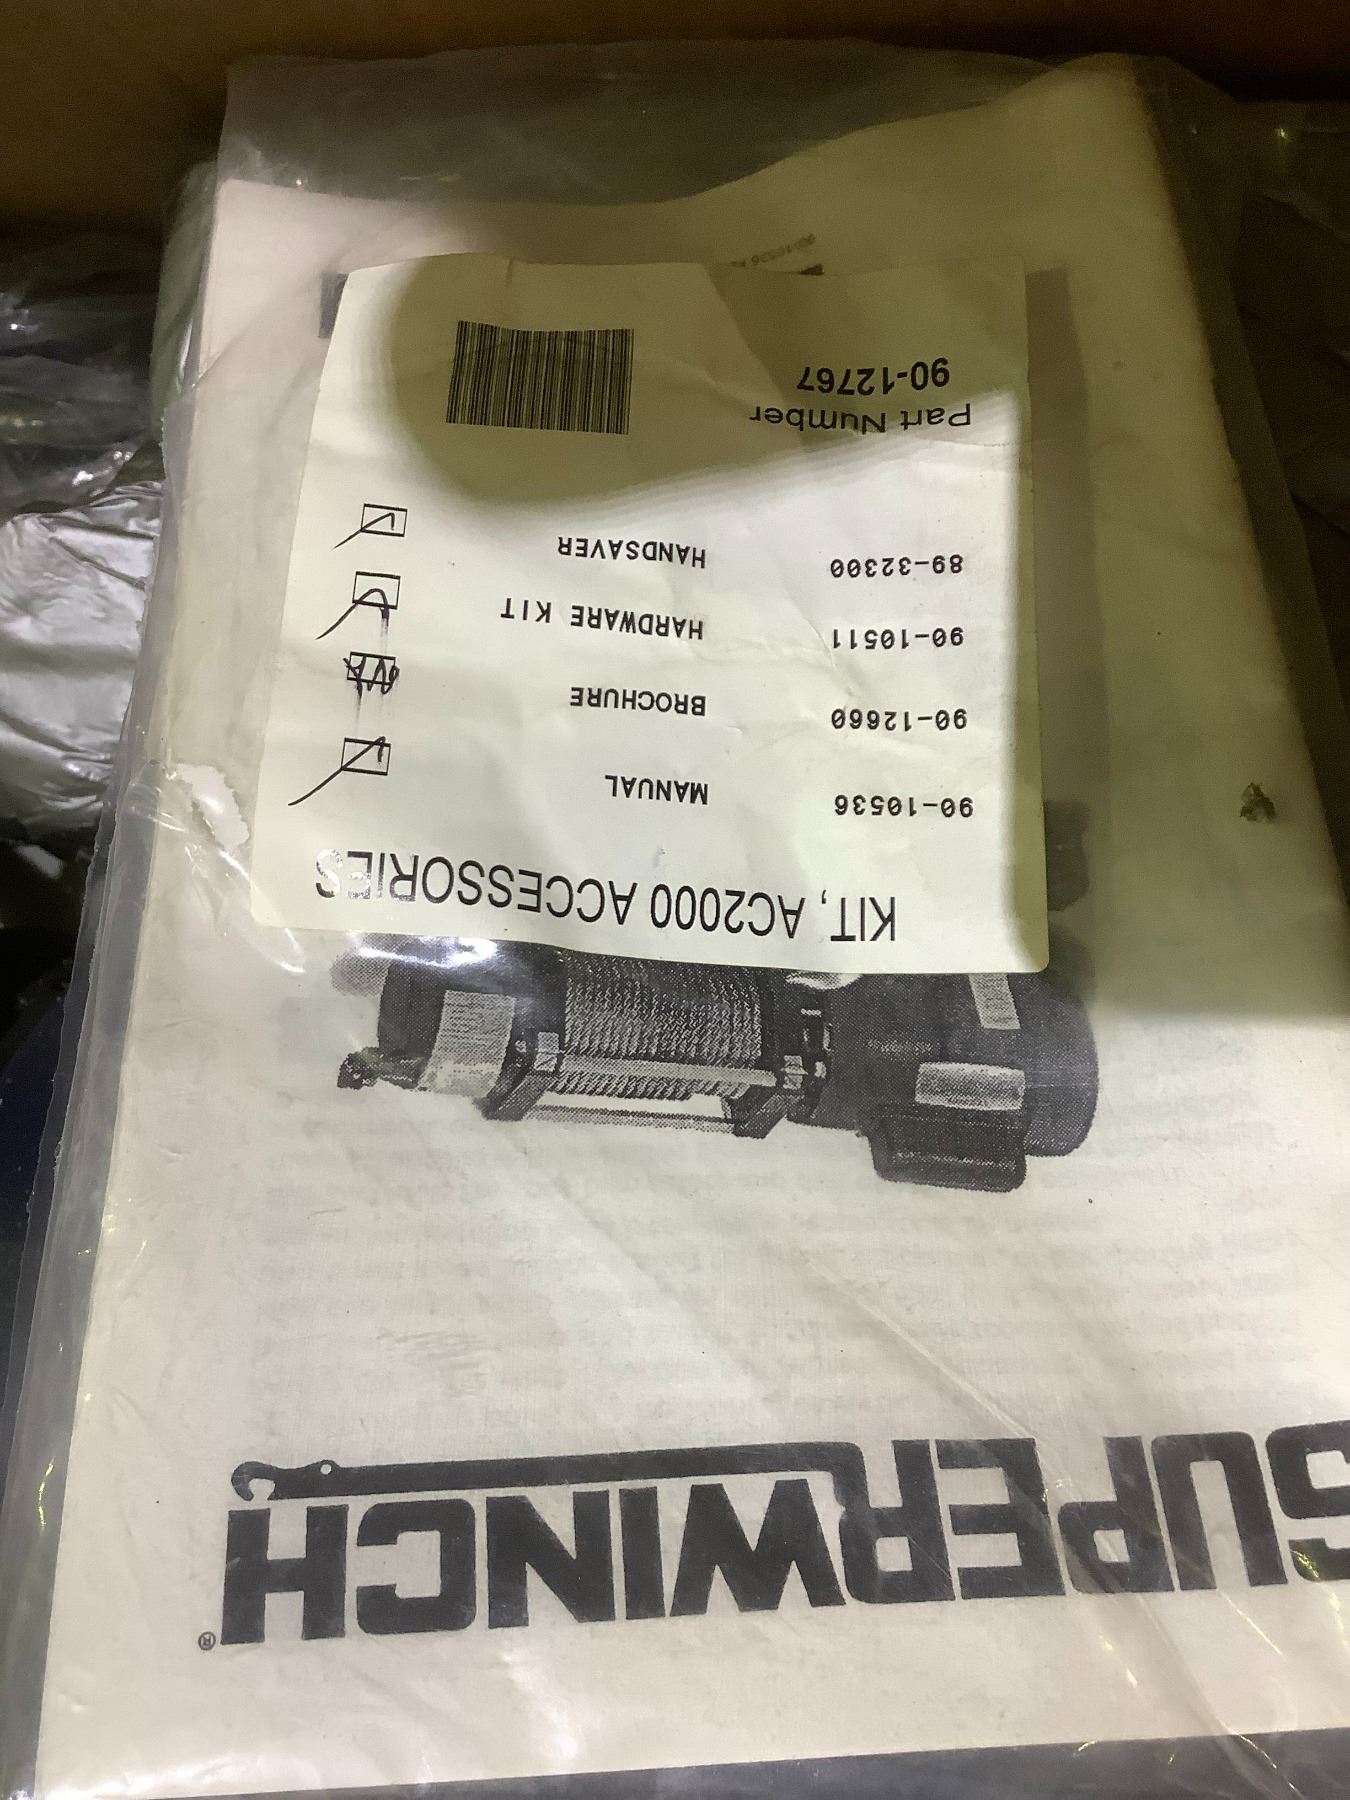 SUPERWINCH®
KIT, AC2000 ACCESSORIES
90-10536 MANUAL
90-12660 BROCHURE N/A
90-10511 HARDWARE KIT
89-32300 HANDSAVER
Part Number
90-12767